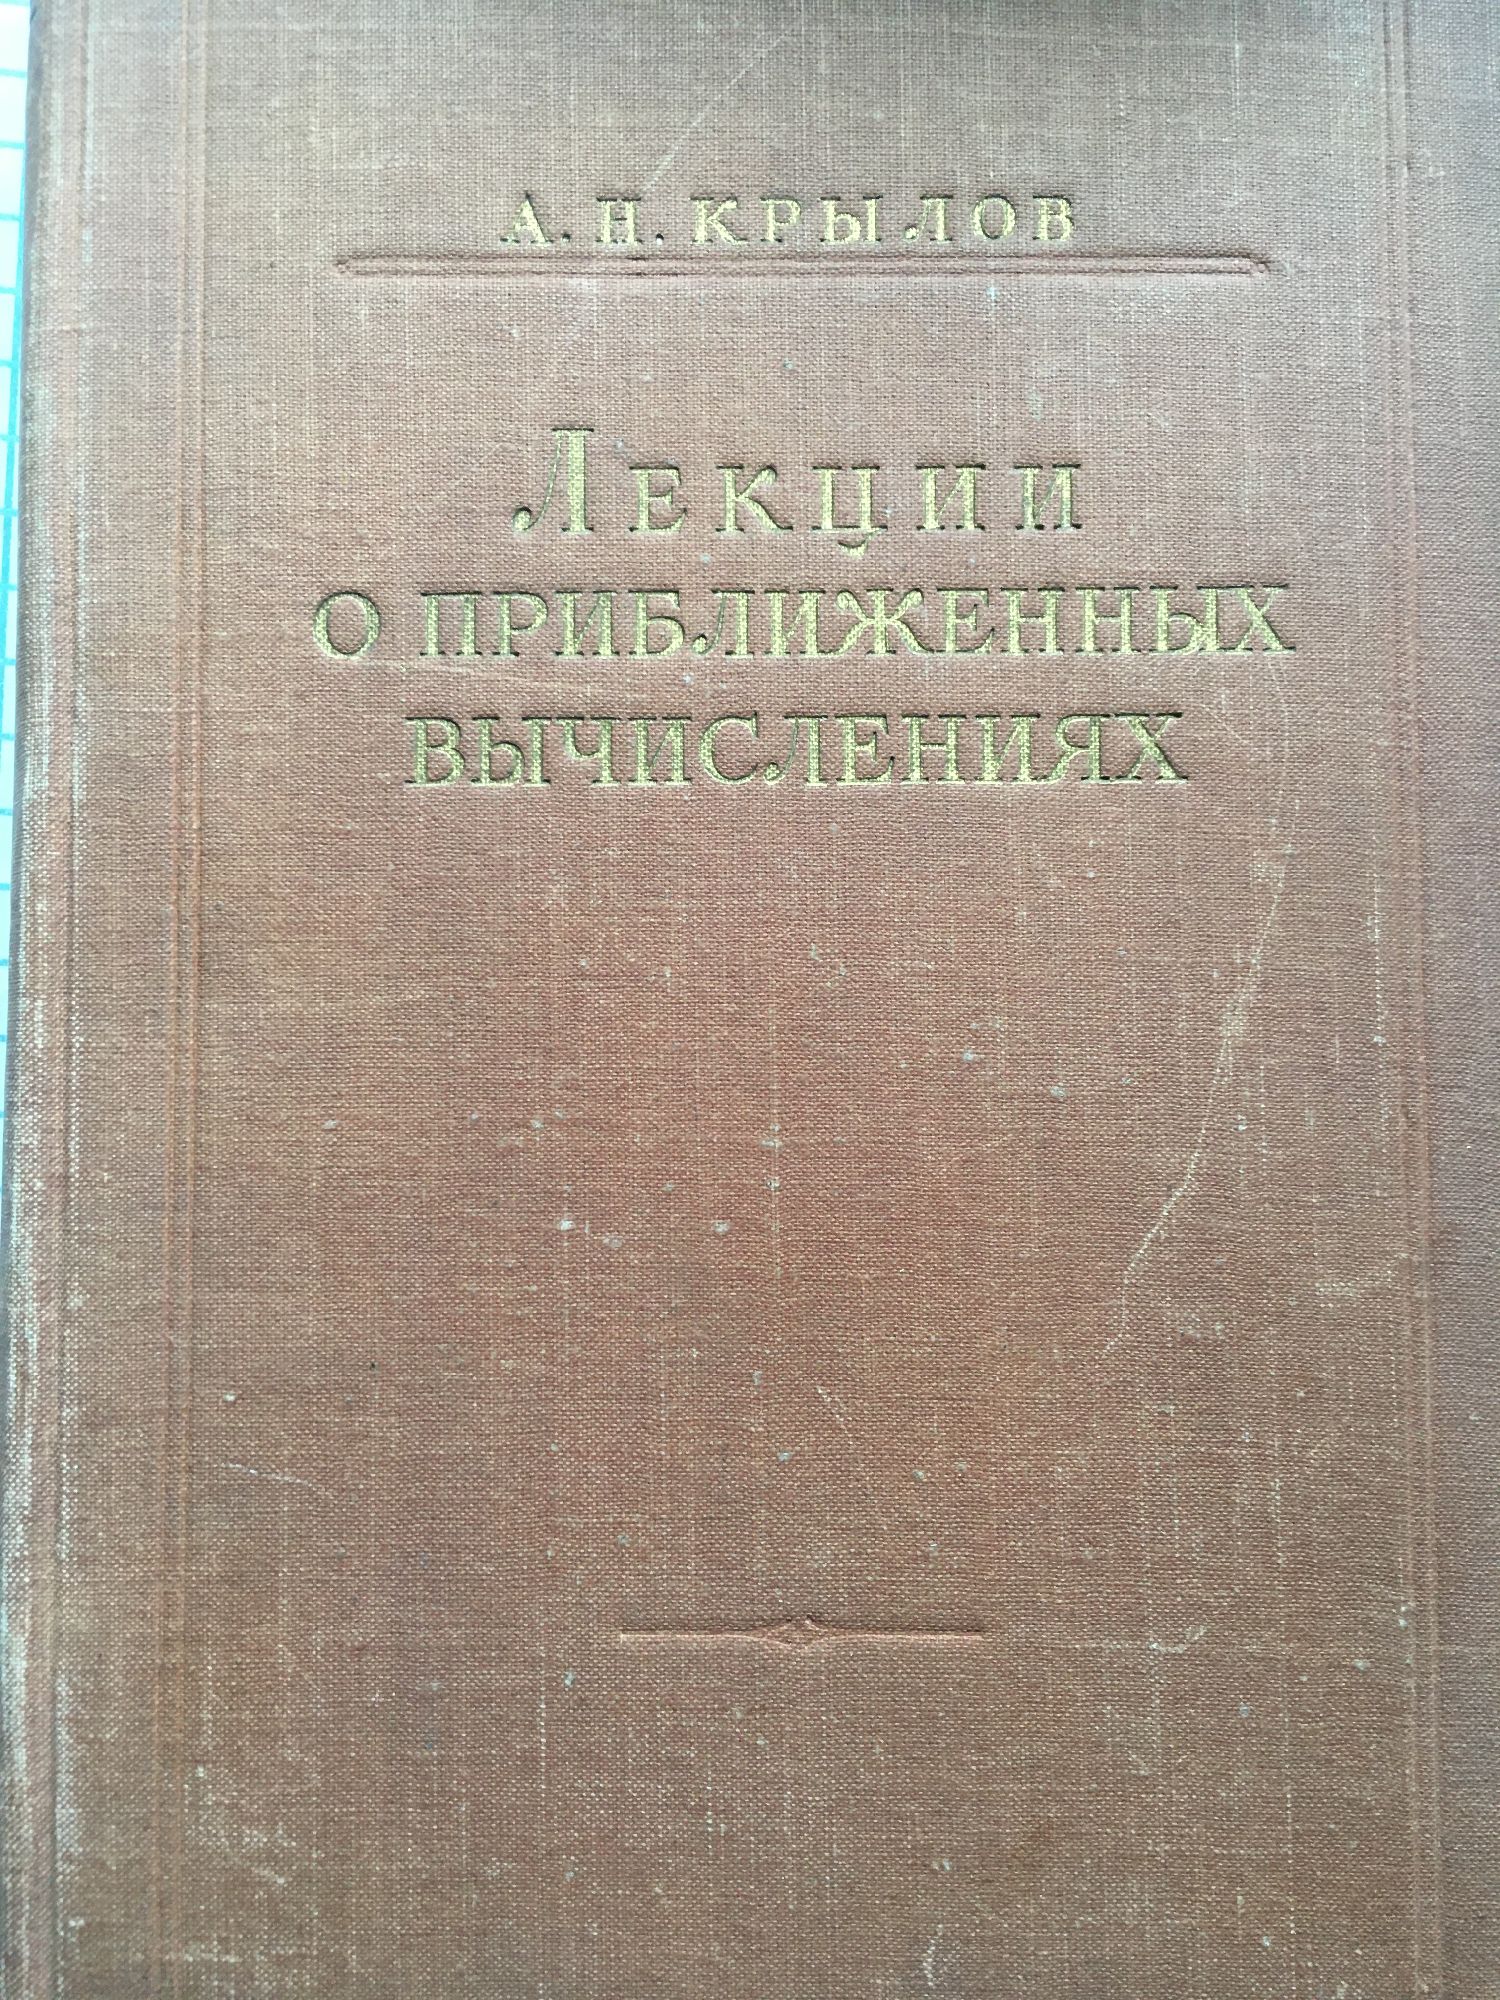 А. Н. КРЫЛОВ
ЛЕКЦИИ
О ПРИБЛИЖЕННЫХ
ВЫЧИСЛЕНИЯХ